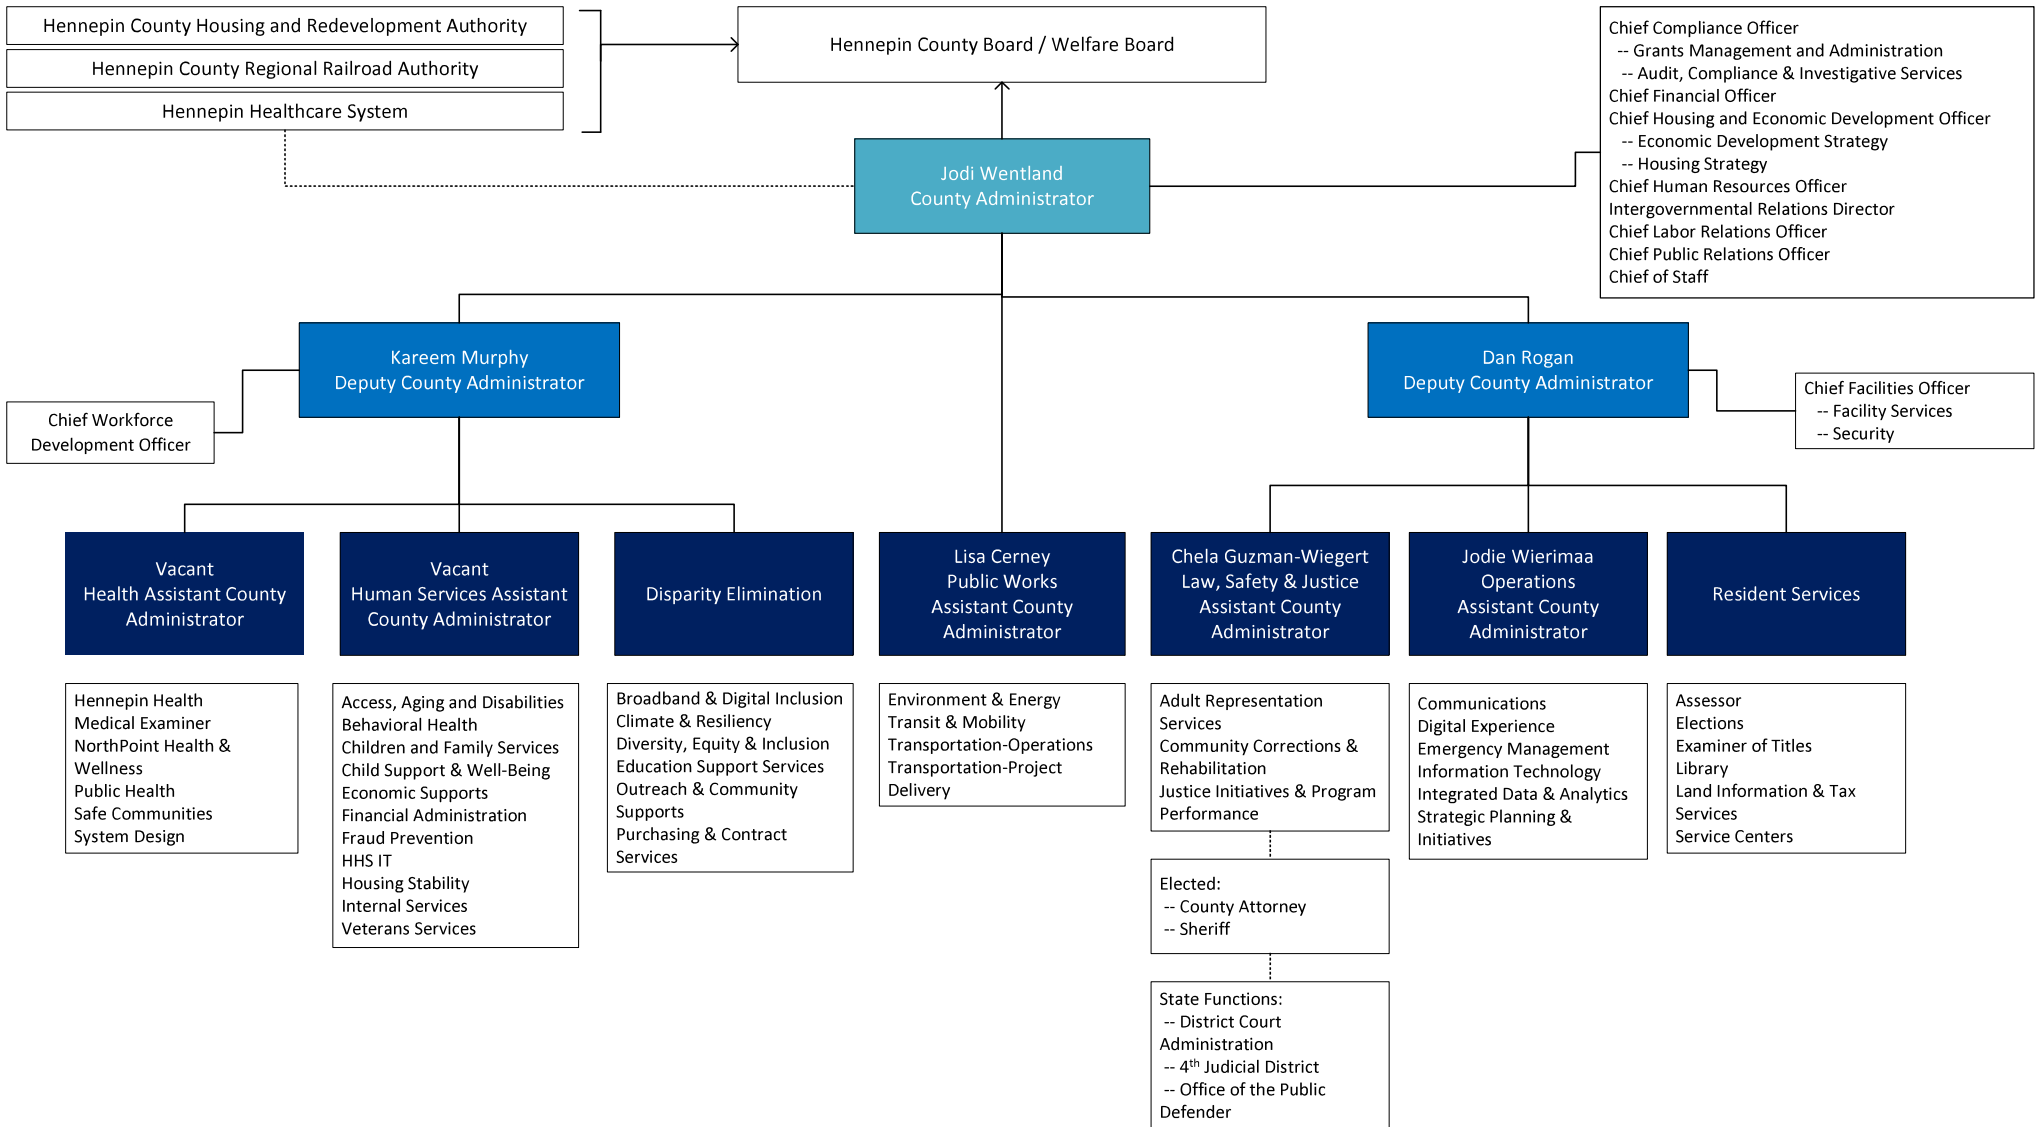 Hennepin County Housing and Redevelopment Authority
Hennepin County Regional Railroad Authority
Hennepin Healthcare System
Hennepin County Board / Welfare Board
Chief Compliance Officer
-- Grants Management and Administration
-- Audit, Compliance & Investigative Services
Chief Financial Officer
Chief Housing and Economic Development Officer
-- Economic Development Strategy
-- Housing Strategy
Chief Human Resources Officer
Intergovernmental Relations Director
Chief Labor Relations Officer
Chief Public Relations Officer
Chief of Staff
Jodi Wentland
County Administrator
Kareem Murphy
Deputy County Administrator
Dan Rogan
Deputy County Administrator
Chief Workforce
Development Officer
Chief Facilities Officer
-- Facility Services
-- Security
Vacant
Health Assistant County
Administrator
Vacant
Human Services Assistant
County Administrator
Disparity Elimination
Lisa Cerney
Public Works
Assistant County
Administrator
Chela Guzman-Wiegert
Law, Safety & Justice
Assistant County
Administrator
Jodie Wierimaa
Operations
Assistant County
Administrator
Resident Services
Hennepin Health
Medical Examiner
NorthPoint Health &
Wellness
Public Health
Safe Communities
System Design
Access, Aging and Disabilities
Behavioral Health
Children and Family Services
Child Support & Well-Being
Economic Supports
Financial Administration
Fraud Prevention
HHS IT
Housing Stability
Internal Services
Veterans Services
Broadband & Digital Inclusion
Climate & Resiliency
Diversity, Equity & Inclusion
Education Support Services
Outreach & Community
Supports
Purchasing & Contract
Services
Environment & Energy
Transit & Mobility
Transportation-Operations
Transportation-Project
Delivery
Adult Representation
Services
Community Corrections &
Rehabilitation
Justice Initiatives & Program
Performance
Elected:
-- County Attorney
-- Sheriff
State Functions:
-- District Court
Administration
-- 4th Judicial District
-- Office of the Public
Defender
Communications
Digital Experience
Emergency Management
Information Technology
Integrated Data & Analytics
Strategic Planning &
Initiatives
Assessor
Elections
Examiner of Titles
Library
Land Information & Tax
Services
Service Centers